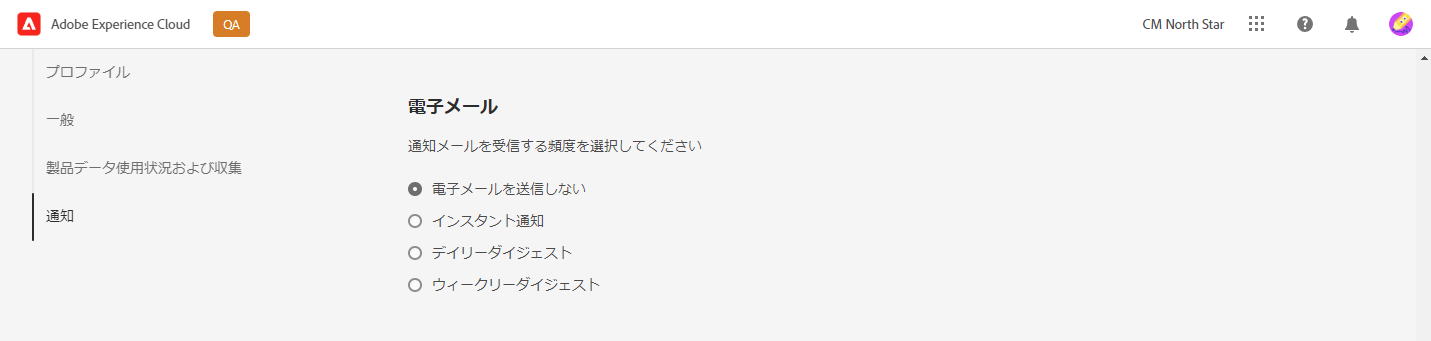 Adobe Experience Cloud QA CM North Star
プロファイル
一般
製品データ使用状況および収集
通知
電子メール
通知メールを受信する頻度を選択してください
電子メールを送信しない
インスタント通知
デイリーダイジェスト
ウィークリーダイジェスト